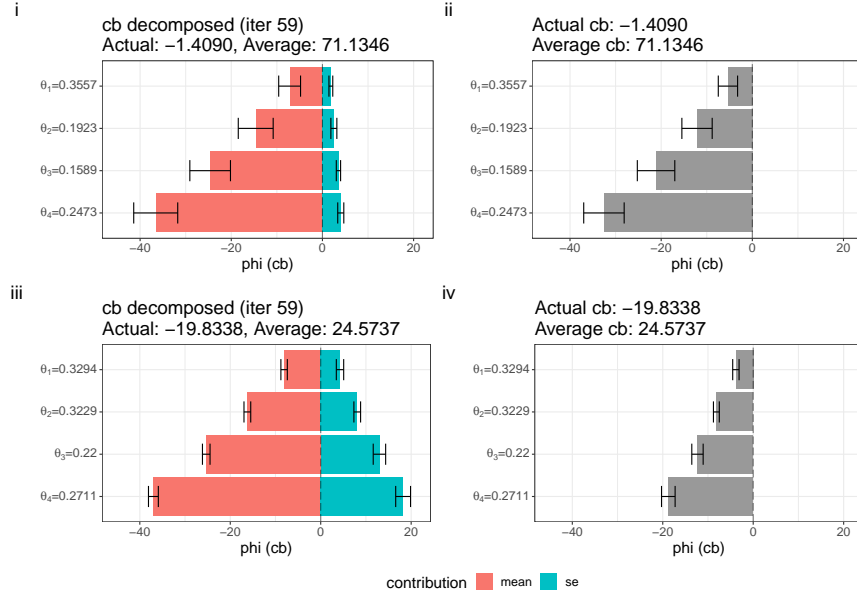 i
cb decomposed (iter 59)
Actual: −1.4090, Average: 71.1346
θ₁=0.3557
θ₂=0.1923
θ₃=0.1589
θ₄=0.2473
−40 −20 0 20
phi (cb)
ii
Actual cb: −1.4090
Average cb: 71.1346
θ₁=0.3557
θ₂=0.1923
θ₃=0.1589
θ₄=0.2473
−40 −20 0 20
phi (cb)
iii
cb decomposed (iter 59)
Actual: −19.8338, Average: 24.5737
θ₁=0.3294
θ₂=0.3229
θ₃=0.22
θ₄=0.2711
−40 −20 0 20
phi (cb)
iv
Actual cb: −19.8338
Average cb: 24.5737
θ₁=0.3294
θ₂=0.3229
θ₃=0.22
θ₄=0.2711
−40 −20 0 20
phi (cb)
contribution mean se